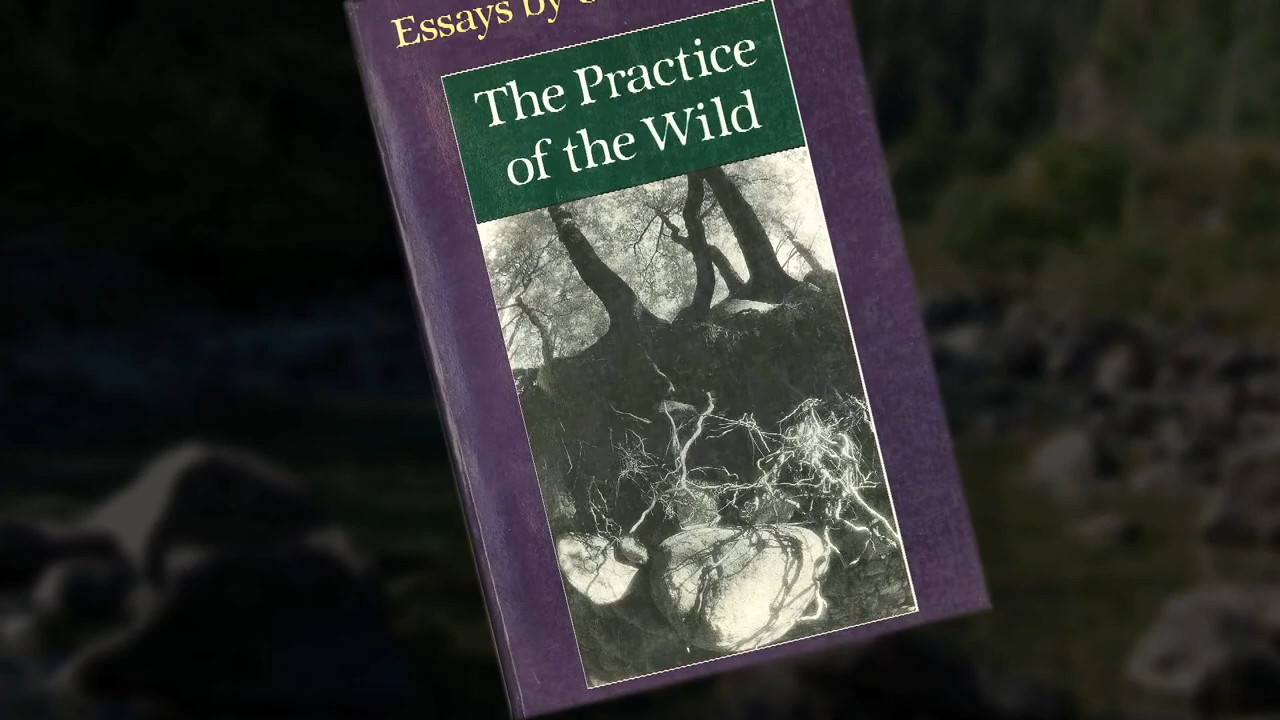 Essays by
The Practice
of the Wild